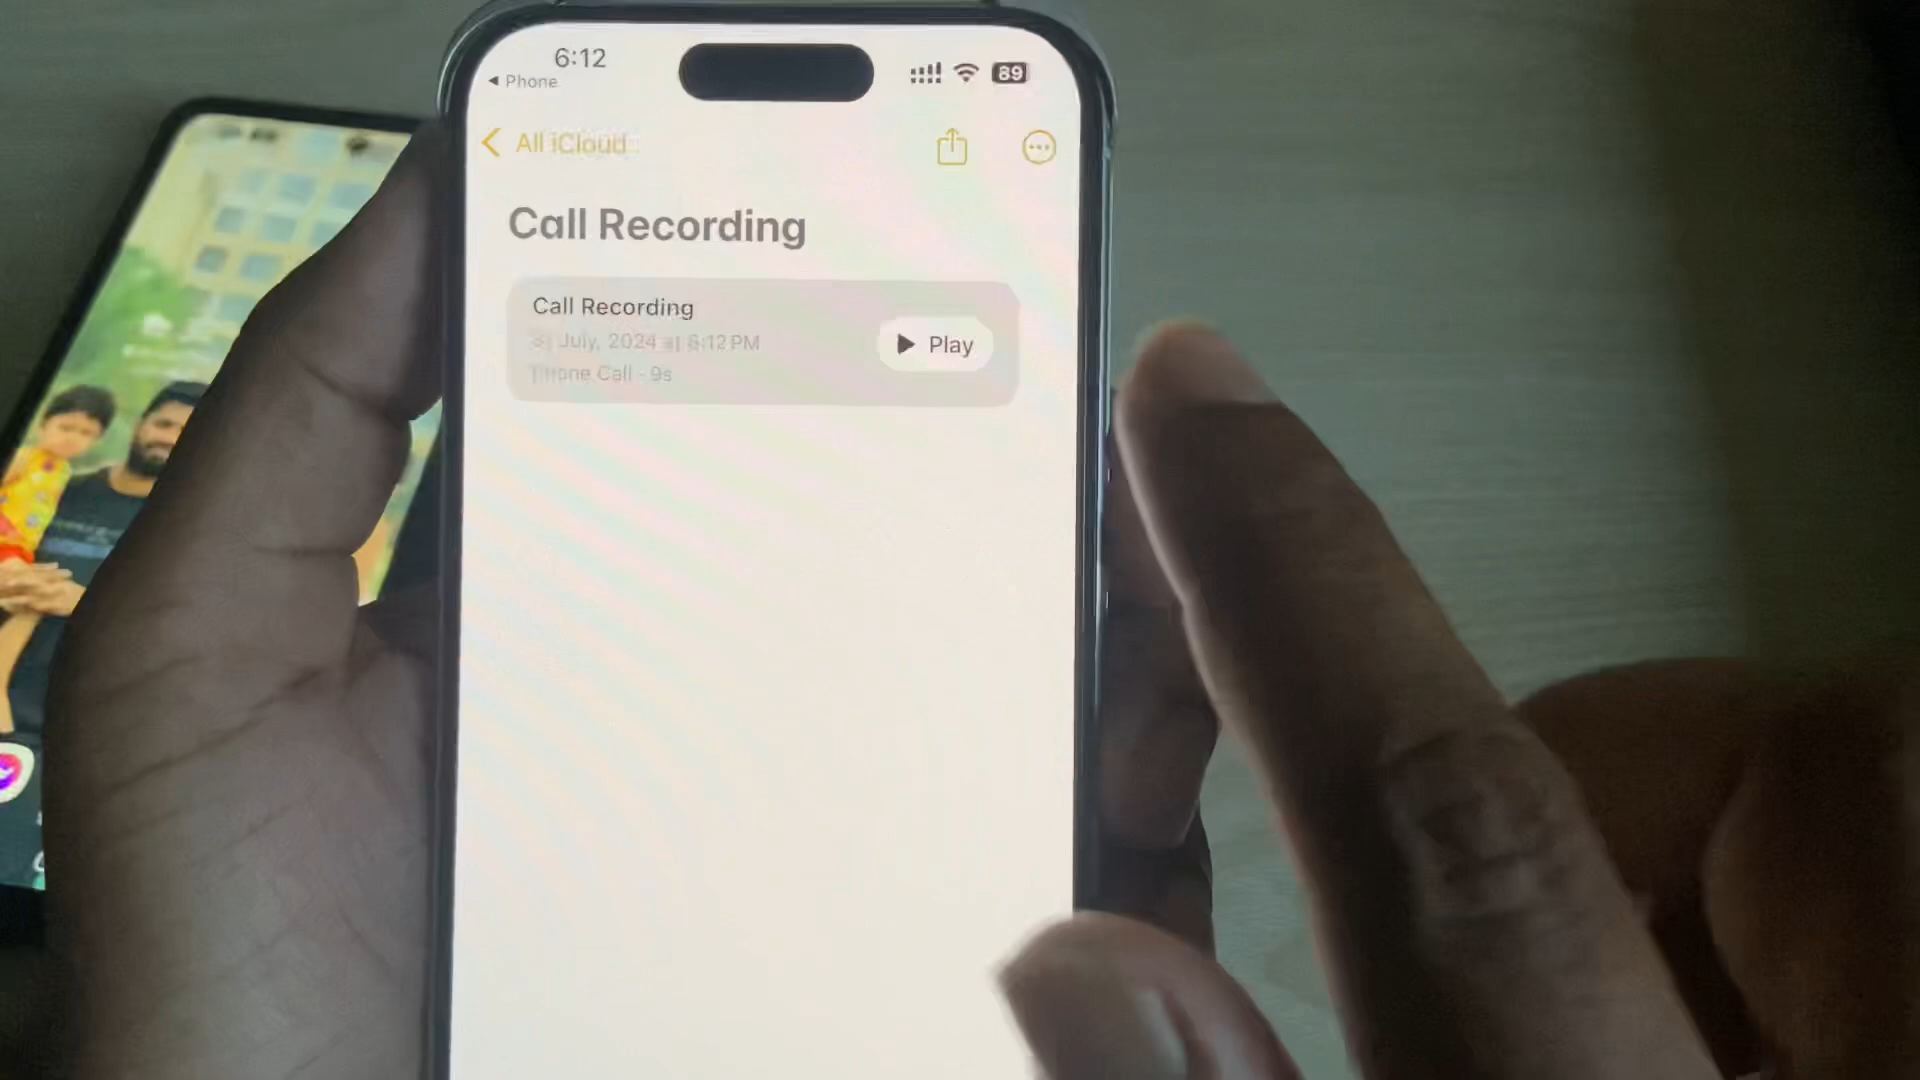 6:12
◀ Phone
89
All iCloud
Call Recording
Call Recording
July, 2024 at 6:12 PM
Play
Phone Call - 9s